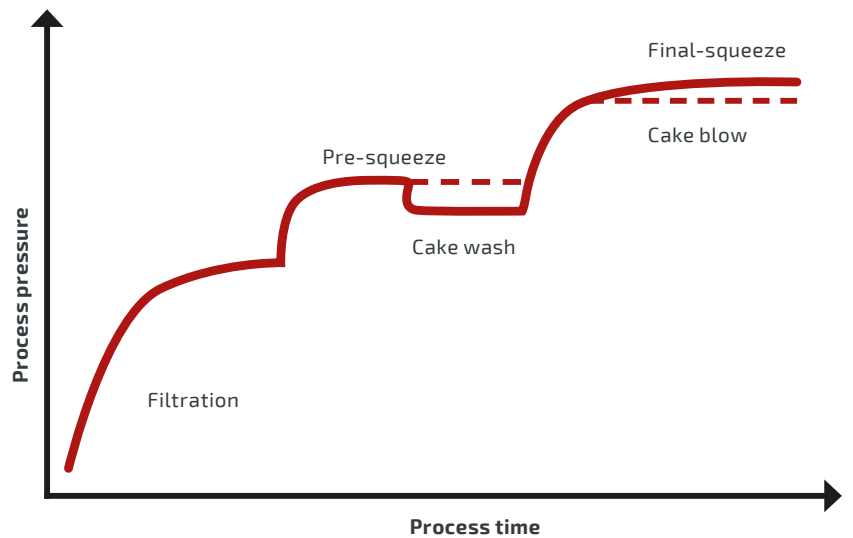 Final-squeeze
Cake blow
Pre-squeeze
Cake wash
Filtration
Process pressure
Process time